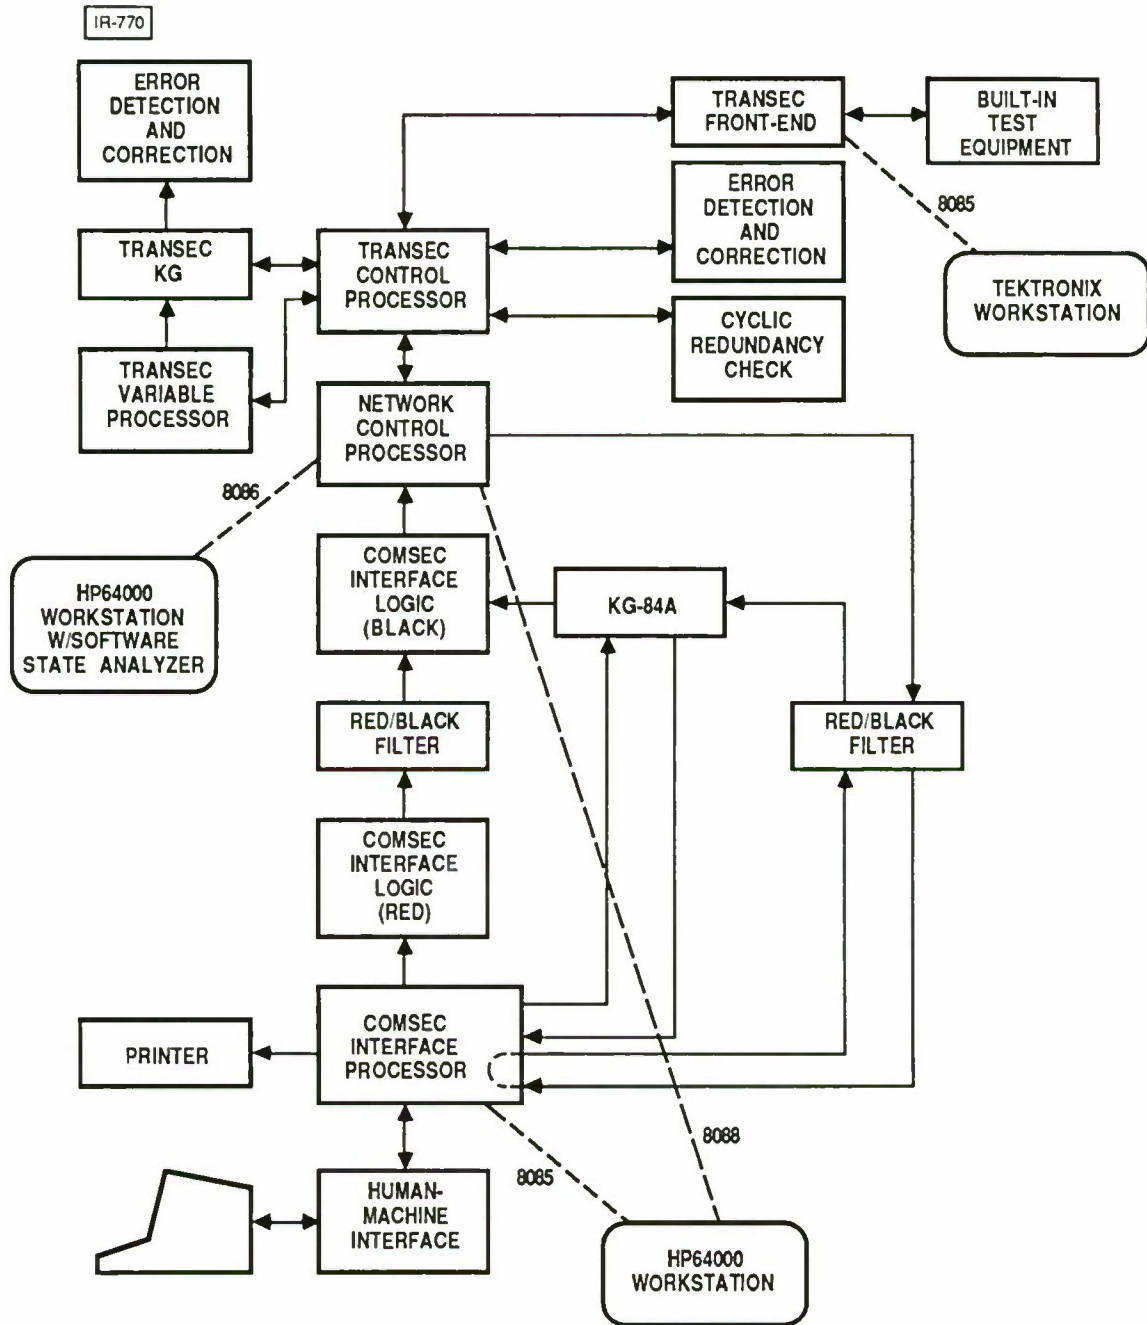 IR-770
ERROR
DETECTION
AND
CORRECTION
TRANSEC
FRONT-END
BUILT-IN
TEST
EQUIPMENT
TRANSEC
KG
TRANSEC
CONTROL
PROCESSOR
ERROR
DETECTION
AND
CORRECTION
8085
TEKTRONIX
WORKSTATION
TRANSEC
VARIABLE
PROCESSOR
CYCLIC
REDUNDANCY
CHECK
NETWORK
CONTROL
PROCESSOR
8086
HP64000
WORKSTATION
W/SOFTWARE
STATE ANALYZER
COMSEC
INTERFACE
LOGIC
(BLACK)
KG-84A
RED/BLACK
FILTER
RED/BLACK
FILTER
COMSEC
INTERFACE
LOGIC
(RED)
PRINTER
COMSEC
INTERFACE
PROCESSOR
8088
8085
HUMAN-
MACHINE
INTERFACE
HP64000
WORKSTATION